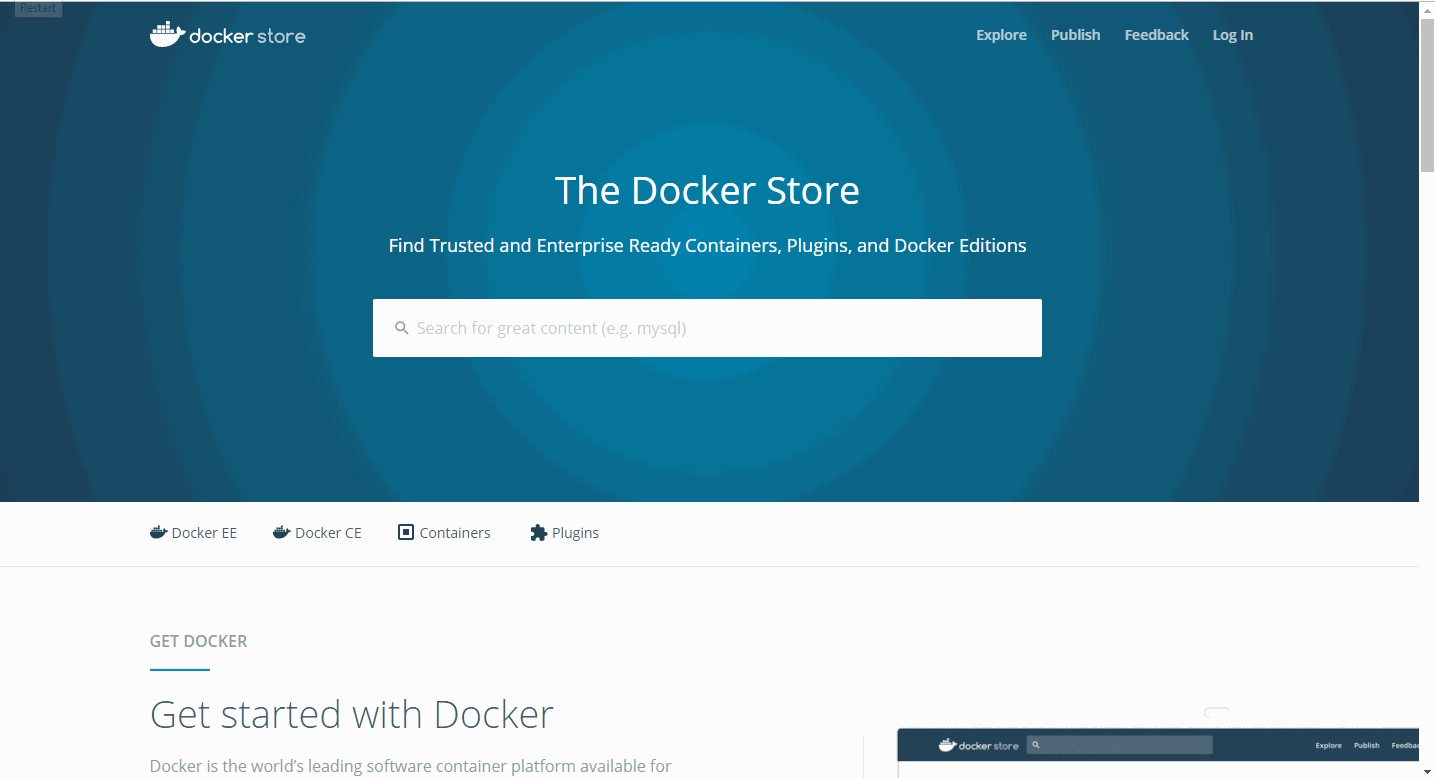 Restart
docker store
Explore Publish Feedback Log In
The Docker Store
Find Trusted and Enterprise Ready Containers, Plugins, and Docker Editions
Search for great content (e.g. mysql)
Docker EE Docker CE Containers Plugins
GET DOCKER
Get started with Docker
docker store Explore Publish Feedbac
Docker is the world’s leading software container platform available for